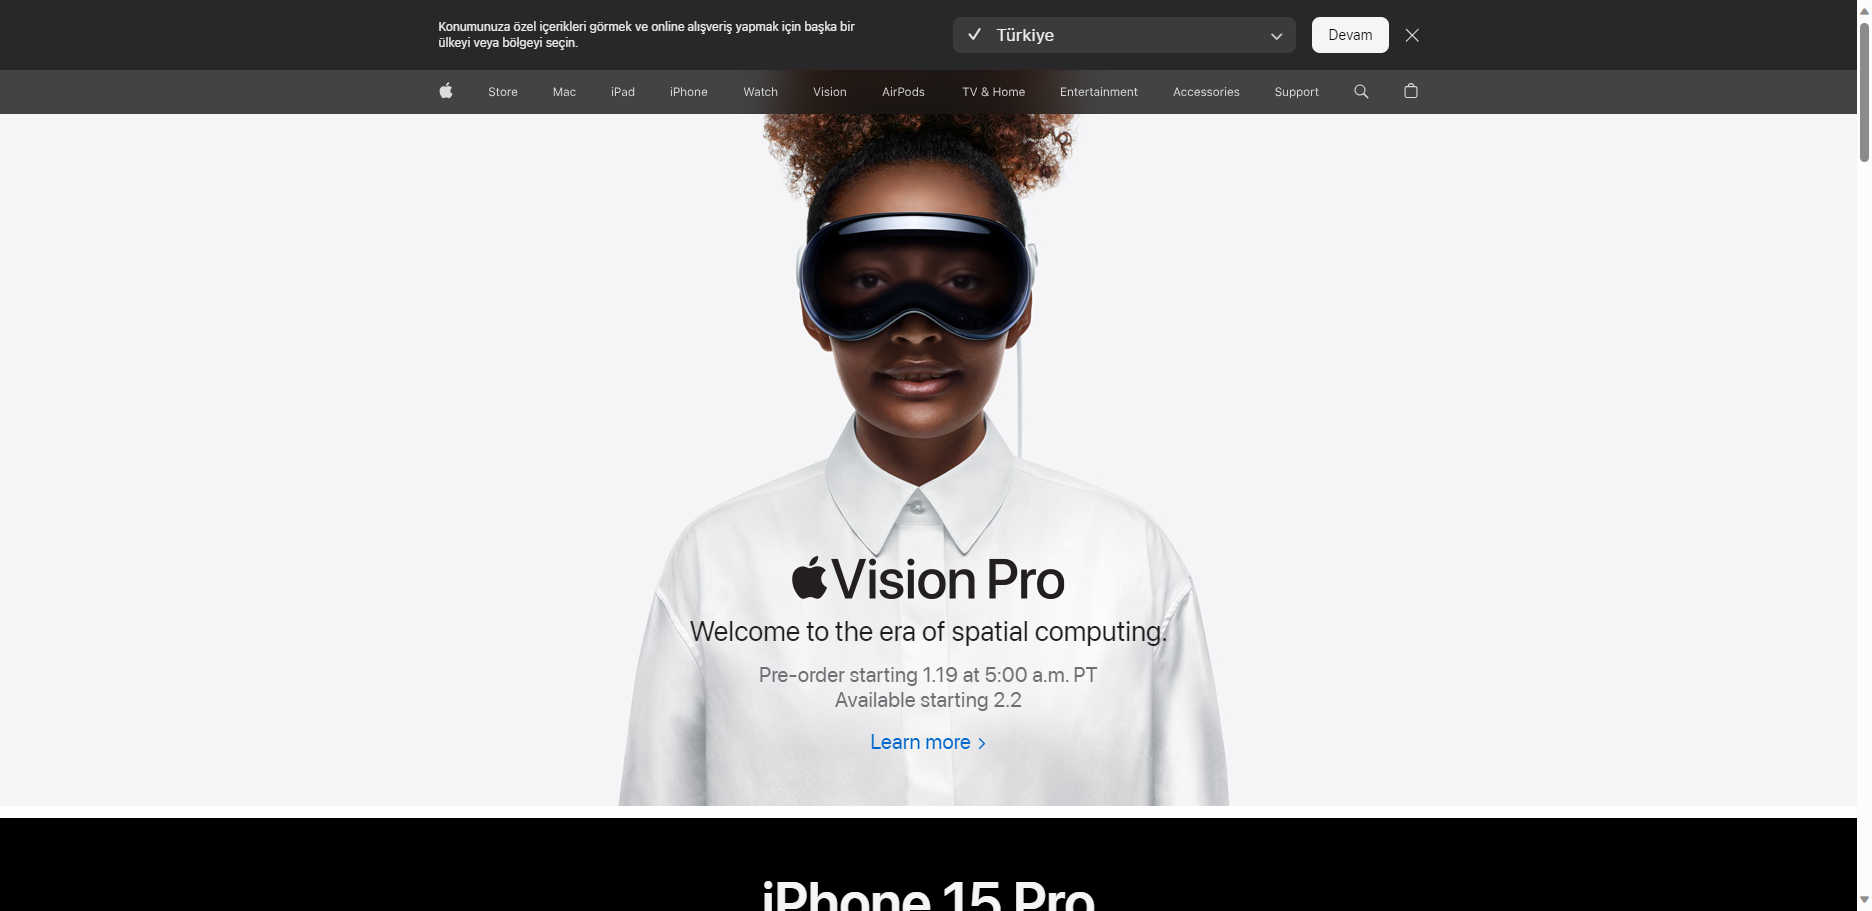 Konumunuza özel içerikleri görmek ve online alışveriş yapmak için başka bir
ülkeyi veya bölgeyi seçin.
Türkiye
Devam
Store Mac iPad iPhone Watch Vision AirPods TV & Home Entertainment Accessories Support
Vision Pro
Welcome to the era of spatial computing.
Pre-order starting 1.19 at 5:00 a.m. PT
Available starting 2.2
Learn more
iPhone 15 Pro